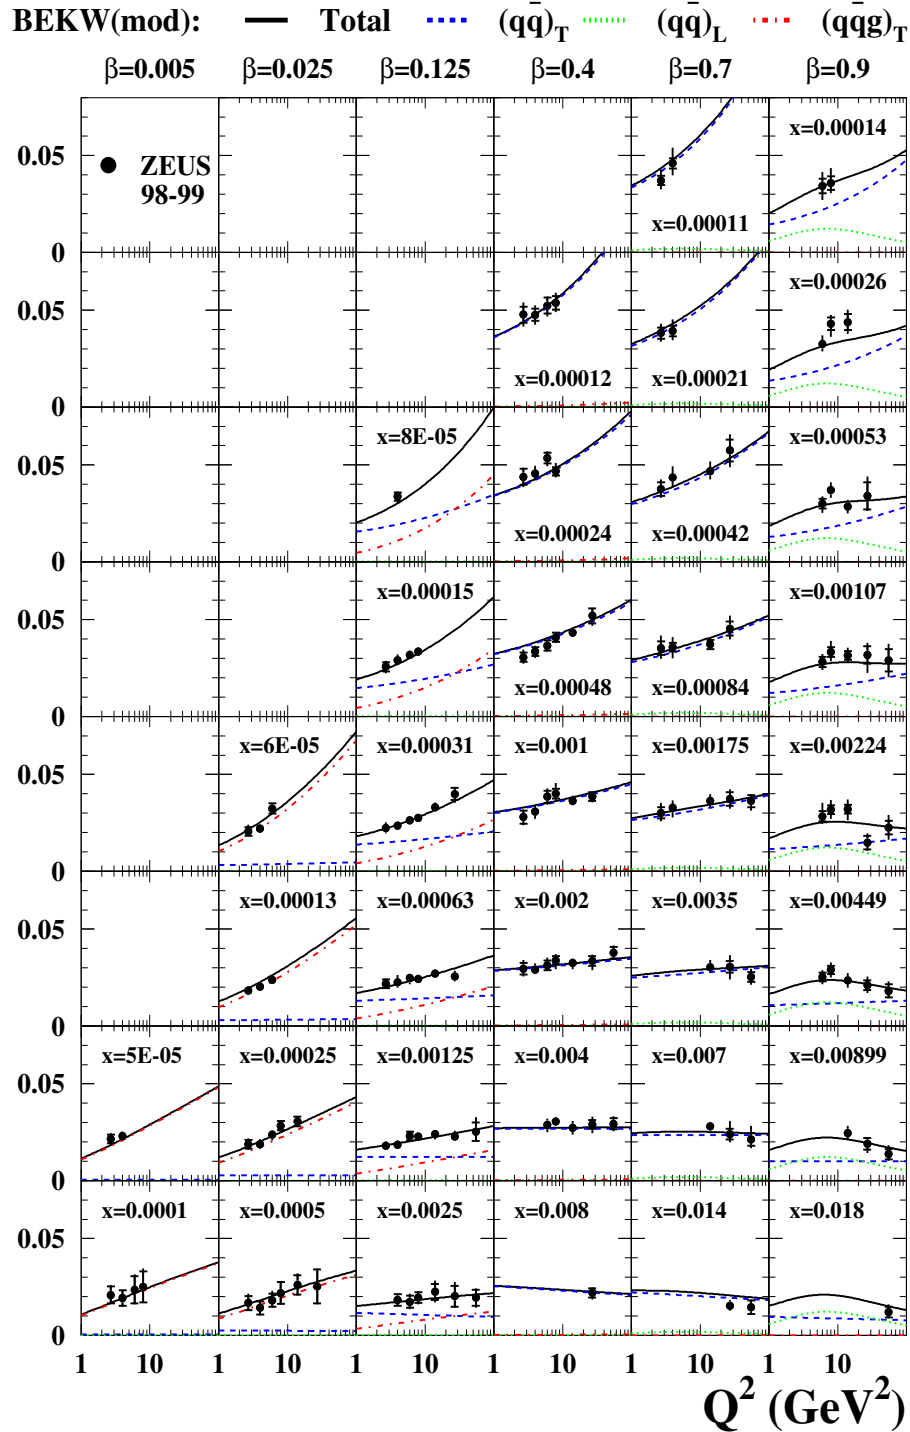 BEKW(mod): Total (qq̄)T (qq̄)L (qq̄g)T
β=0.005 β=0.025 β=0.125 β=0.4 β=0.7 β=0.9
0.05 ZEUS x=0.00014
98-99
x=0.00011
0
x=0.00026
0.05
x=0.00012 x=0.00021
0
x=8E-05 x=0.00053
0.05
x=0.00024 x=0.00042
0
x=0.00015 x=0.00107
0.05
x=0.00048 x=0.00084
0
x=6E-05 x=0.00031 x=0.001 x=0.00175 x=0.00224
0.05
0
x=0.00013 x=0.00063 x=0.002 x=0.0035 x=0.00449
0.05
0
x=5E-05 x=0.00025 x=0.00125 x=0.004 x=0.007 x=0.00899
0.05
0
x=0.0001 x=0.0005 x=0.0025 x=0.008 x=0.014 x=0.018
0.05
0
1 10 1 10 1 10 1 10 1 10 1 10
Q² (GeV²)